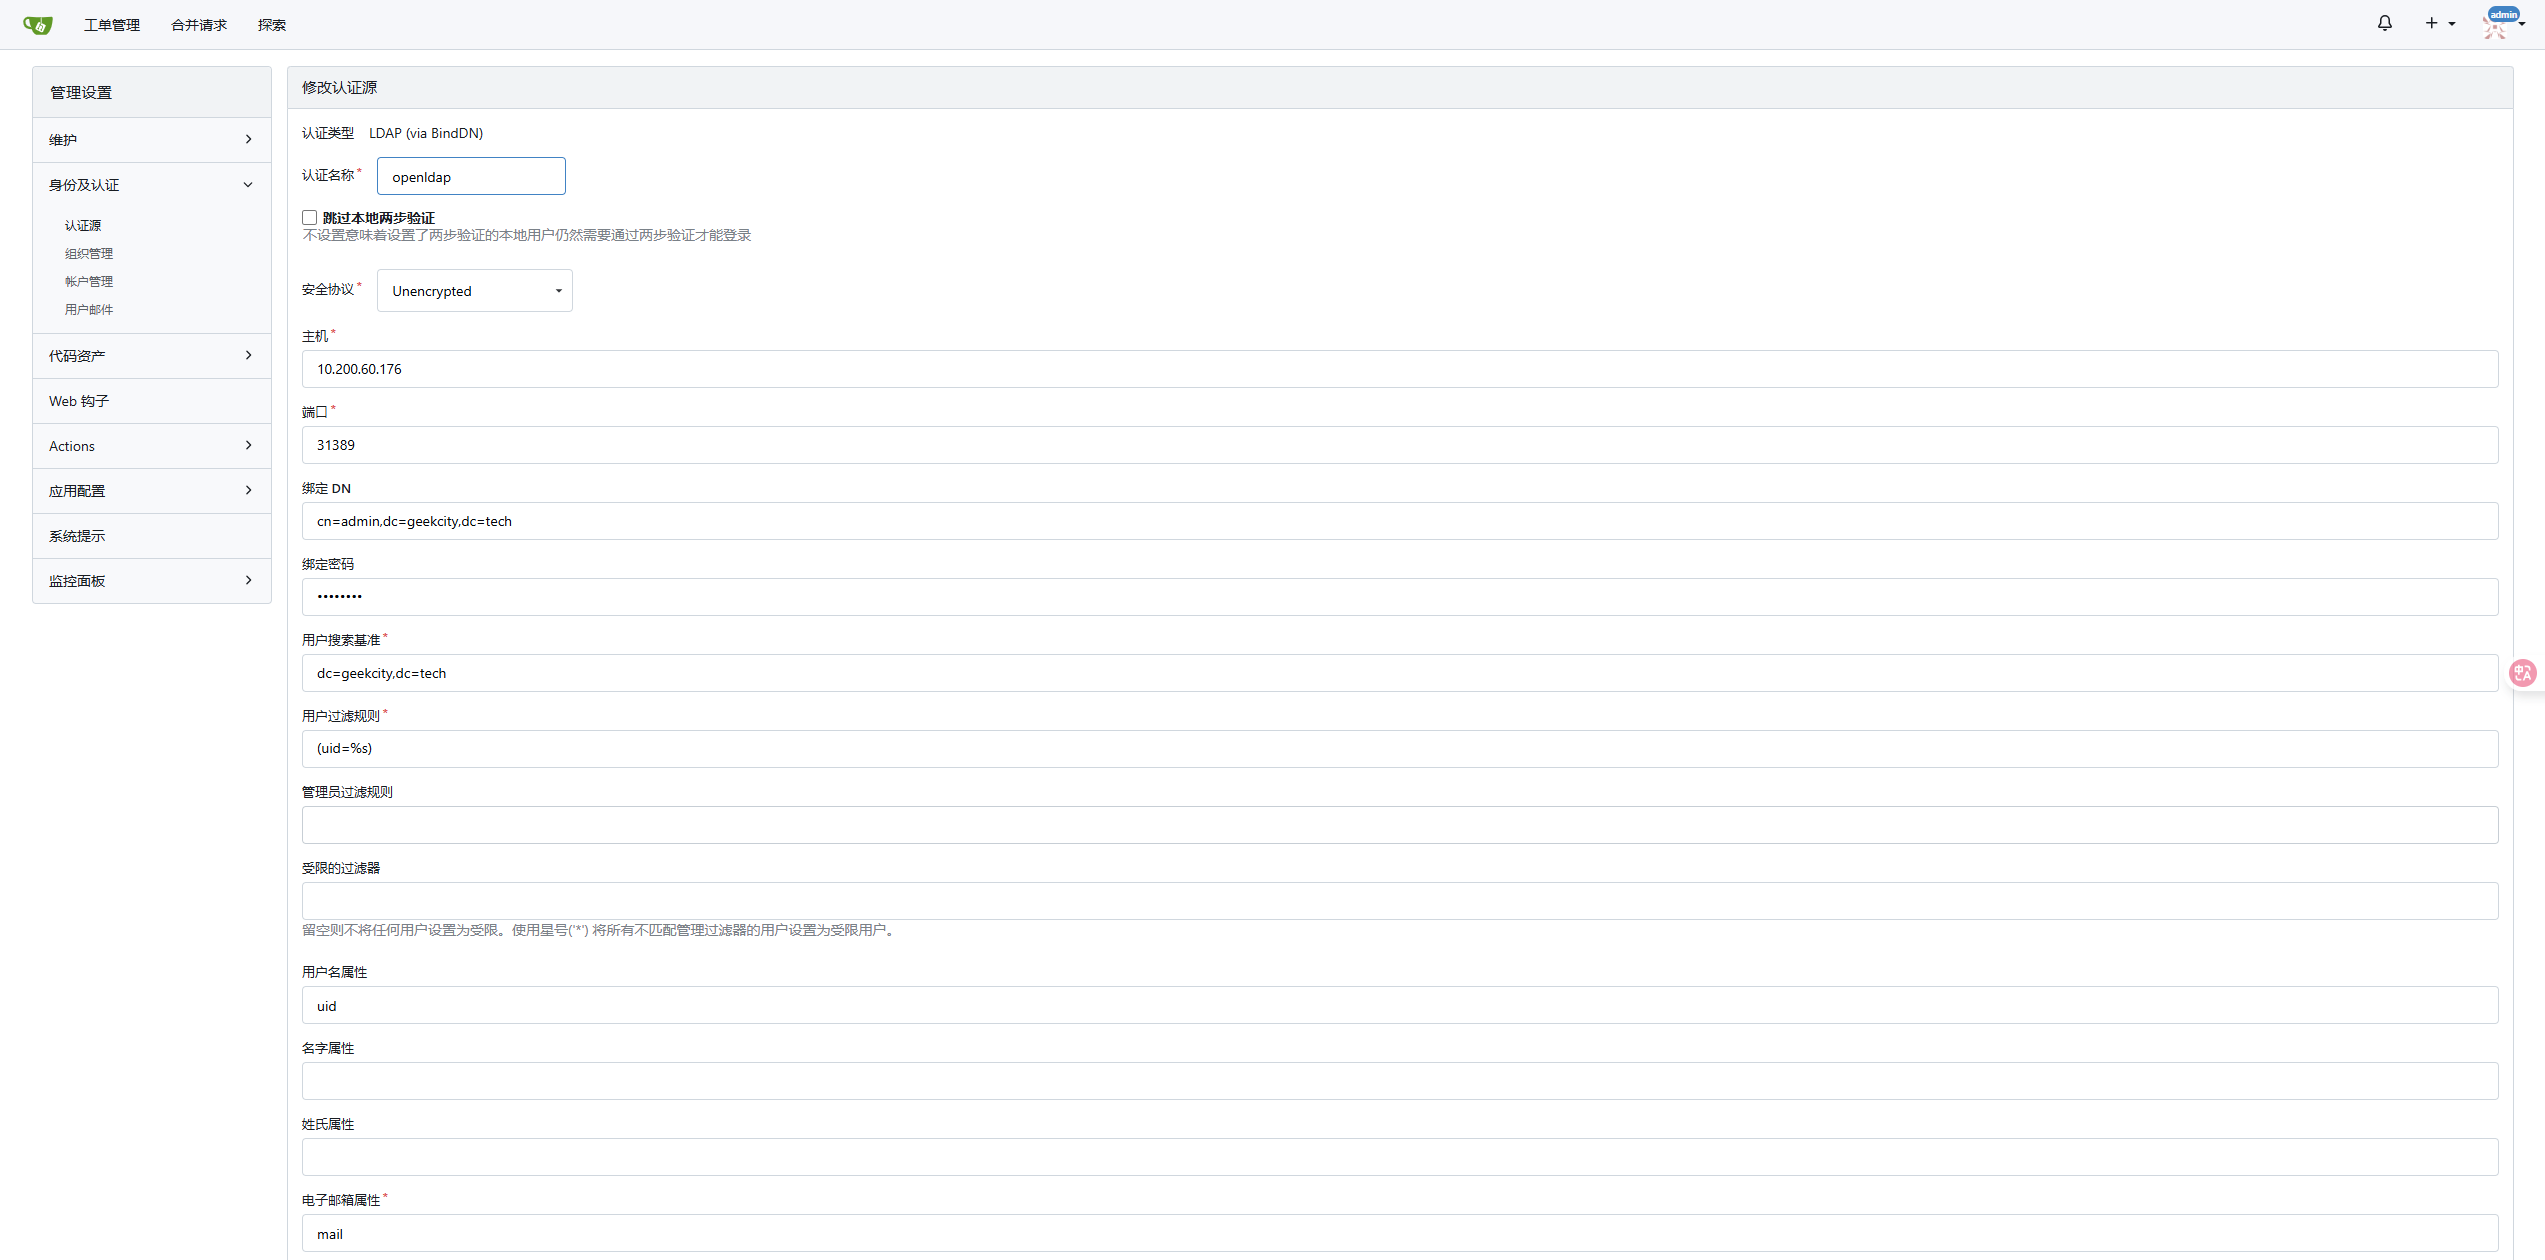 工单管理 合并请求 探索
admin
管理设置
维护
身份及认证
认证源
组织管理
帐户管理
用户邮件
代码资产
Web 钩子
Actions
应用配置
系统提示
监控面板
修改认证源
认证类型 LDAP (via BindDN)
认证名称* openldap
跳过本地两步验证
不设置意味着设置了两步验证的本地用户仍然需要通过两步验证才能登录
安全协议* Unencrypted
主机*
10.200.60.176
端口*
31389
绑定 DN
cn=admin,dc=geekcity,dc=tech
绑定密码
••••••••
用户搜索基准*
dc=geekcity,dc=tech
用户过滤规则*
(uid=%s)
管理员过滤规则
受限的过滤器
留空则不将任何用户设置为受限。使用星号('*') 将所有不匹配管理过滤器的用户设置为受限用户。
用户名属性
uid
名字属性
姓氏属性
电子邮箱属性*
mail